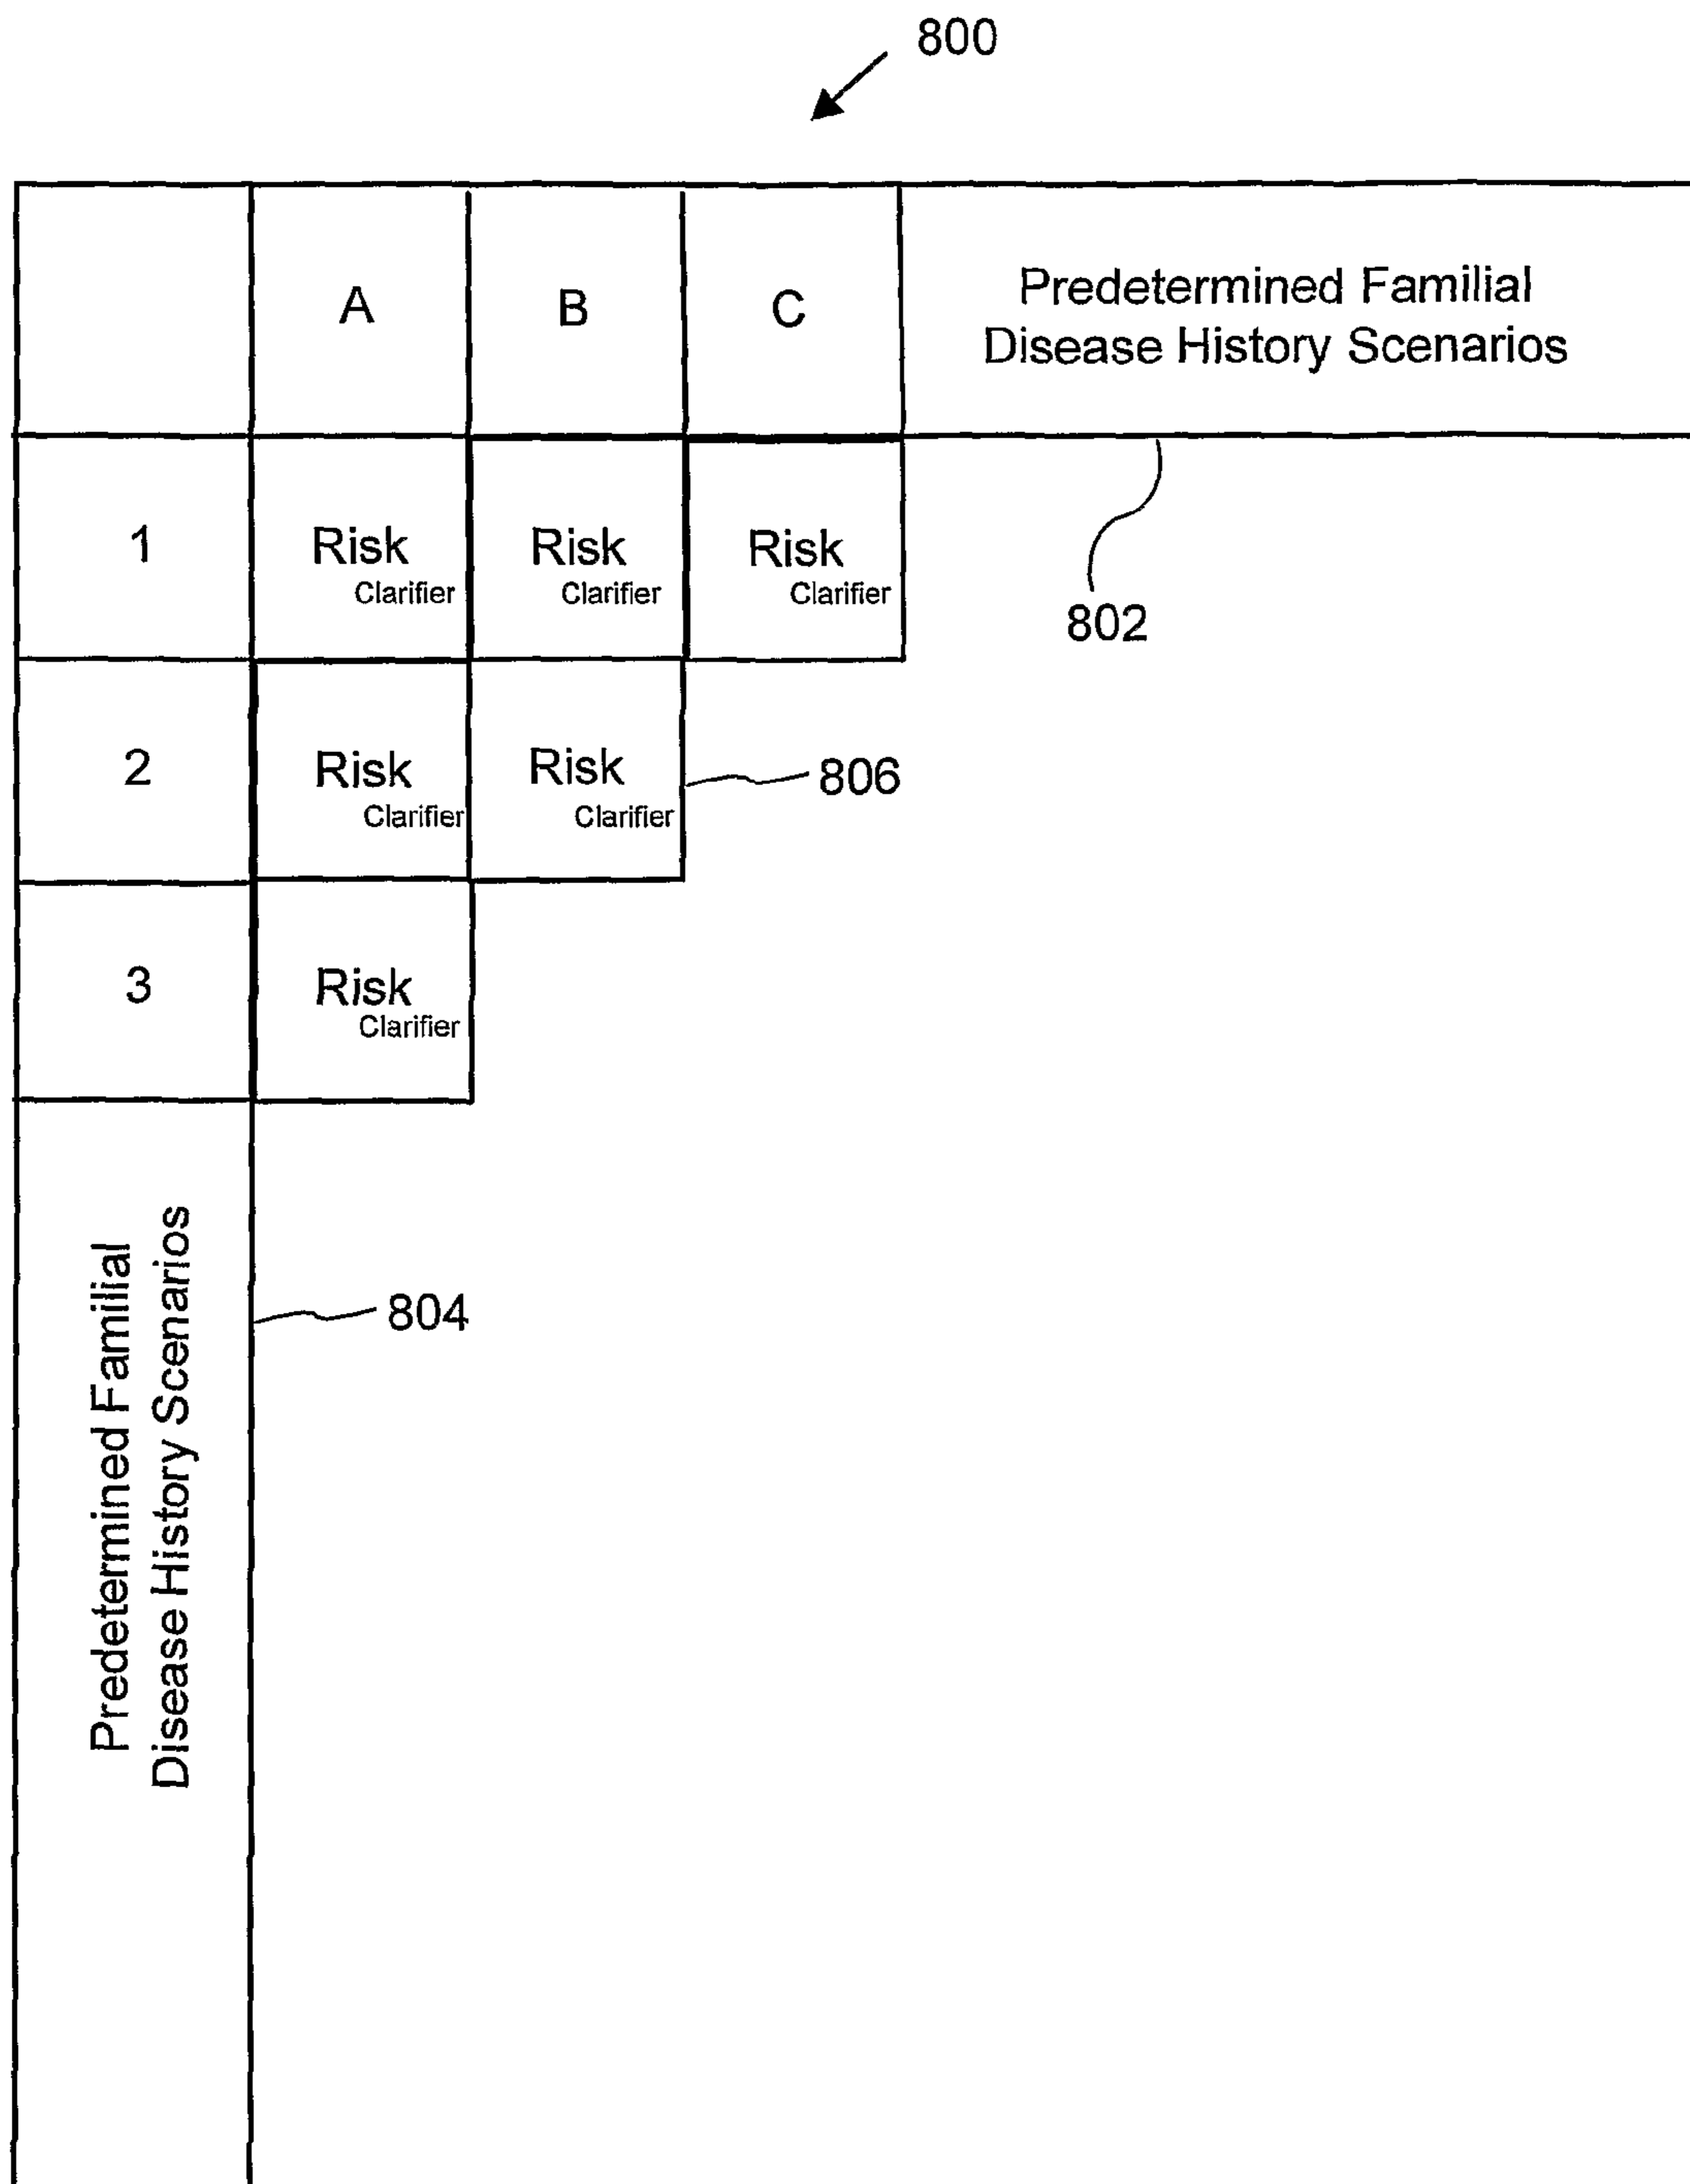 800
A
B
C
Predetermined Familial
Disease History Scenarios
1
Risk
Clarifier
Risk
Clarifier
Risk
Clarifier
802
2
Risk
Clarifier
Risk
Clarifier
806
3
Risk
Clarifier
804
Predetermined Familial
Disease History Scenarios